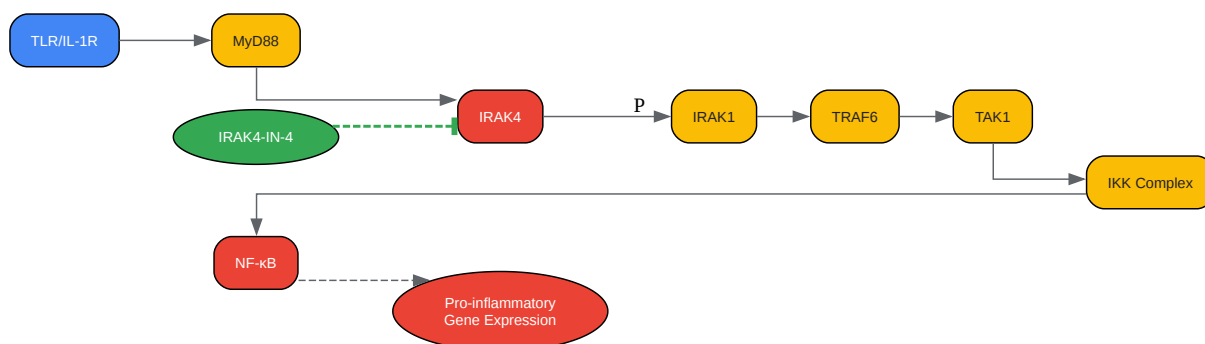 TLR/IL-1R
MyD88
IRAK4-IN-4
IRAK4
P
IRAK1
TRAF6
TAK1
IKK Complex
NF-κB
Pro-inflammatory
Gene Expression